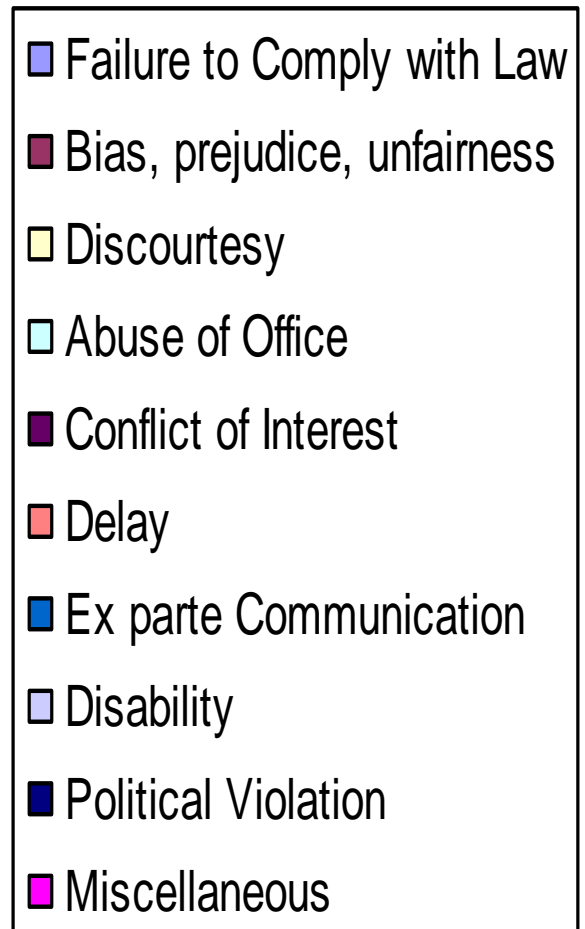 Failure to Comply with Law
Bias, prejudice, unfairness
Discourtesy
Abuse of Office
Conflict of Interest
Delay
Ex parte Communication
Disability
Political Violation
Miscellaneous